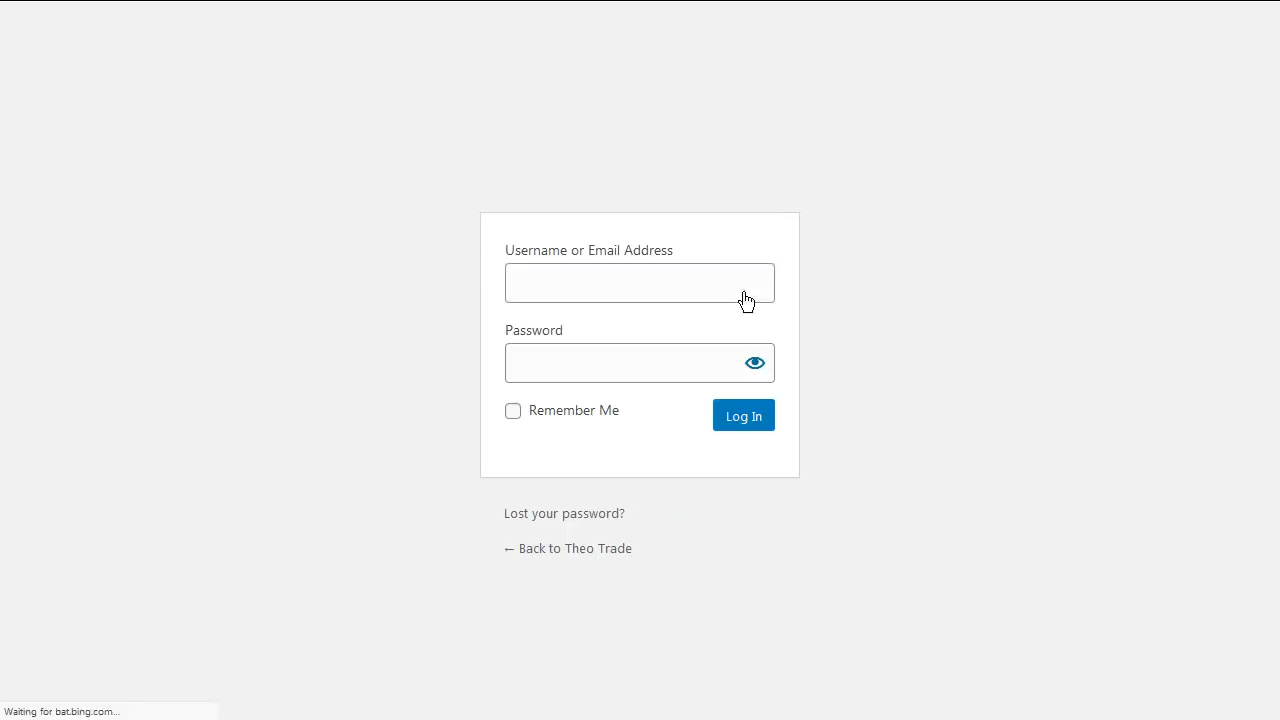 Username or Email Address
Password
Remember Me
Log In
Lost your password?
← Back to Theo Trade
Waiting for bat.bing.com...